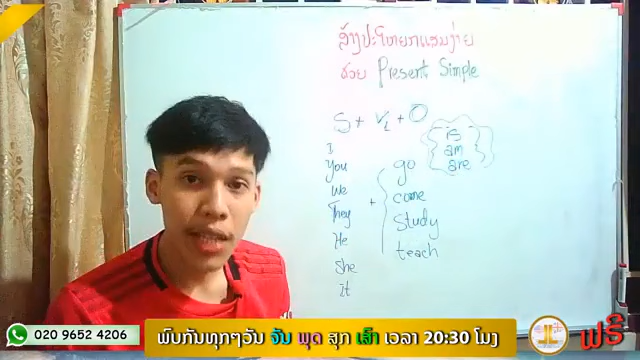 ສ້າງປະໂຫຍກແສນງ່າຍ
ດ້ວຍ Present Simple
S + V1 + O
is
am
are
I
You
We
They
He
She
It
+
go
come
study
teach
020 9652 4206
ພົບກັນທຸກໆວັນ ຈັນ ພຸດ ສຸກ ເສົາ ເວລາ 20:30 ໂມງ
ຟຣີ